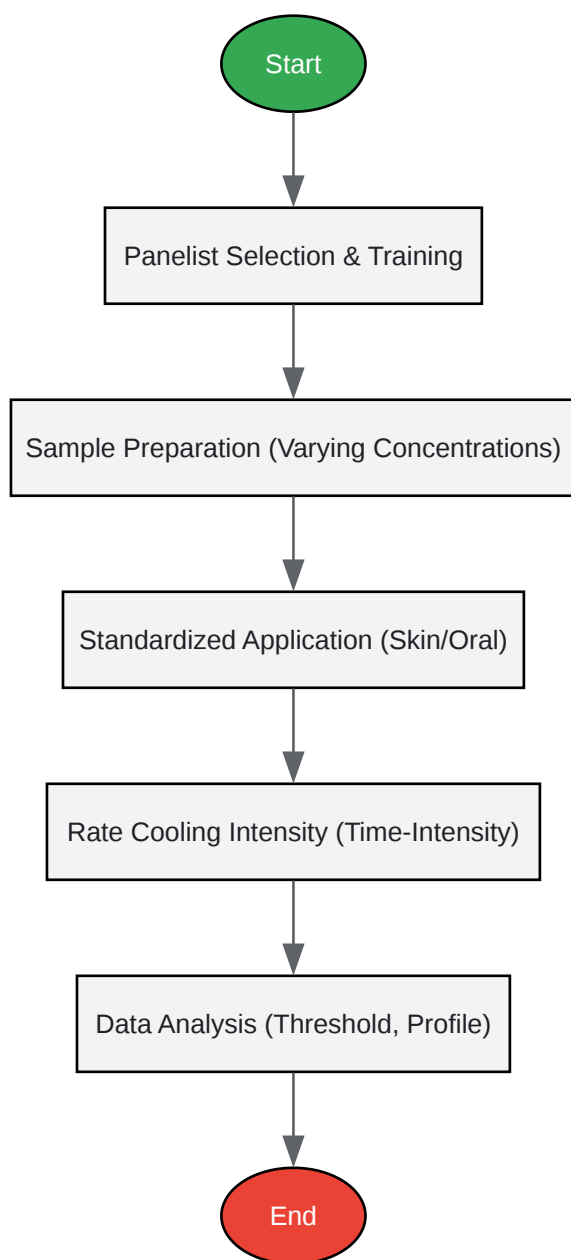 Start
Panelist Selection & Training
Sample Preparation (Varying Concentrations)
Standardized Application (Skin/Oral)
Rate Cooling Intensity (Time-Intensity)
Data Analysis (Threshold, Profile)
End